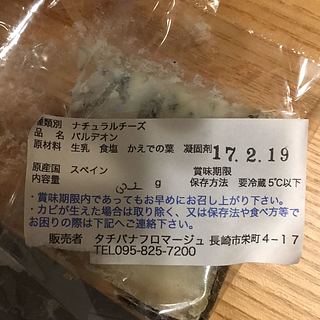 種類別 ナチュラルチーズ
品 名 バルデオン
原材料 生乳 食塩 かえでの葉 凝固剤
17.2.19
原産国 スペイン 賞味期限
内容量 g 保存方法 要冷蔵5℃以下
・賞味期限内であってもお早めにお召し上がり下さい。
・カビが生えた場合は取り除く、又は保存法や食べ方等で
お困りの際は下記へご連絡下さい。
販売者 タチバナフロマージュ 長崎市栄町4-17
TEL095-825-7200